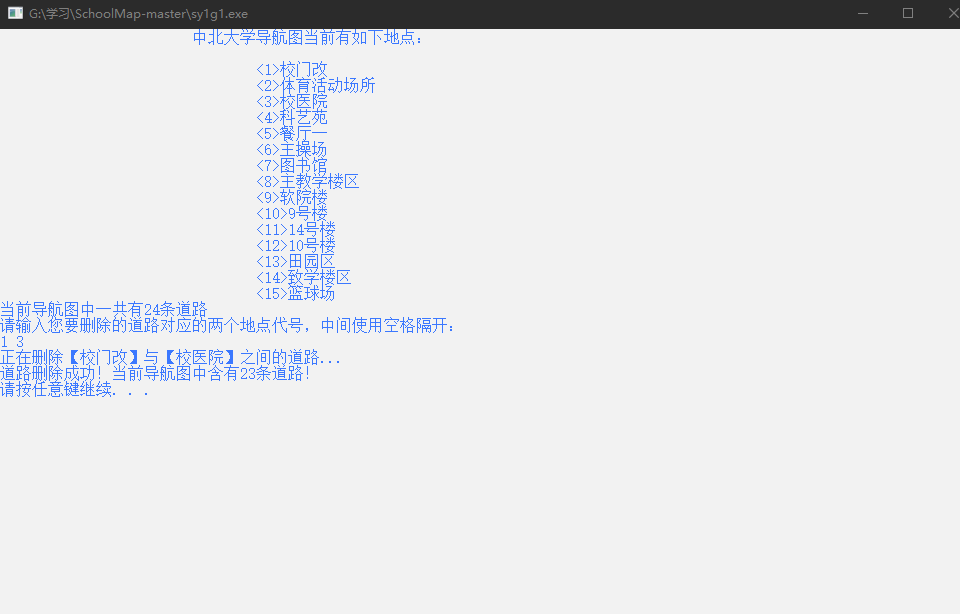 G:\学习\SchoolMap-master\sy1g1.exe
中北大学导航图当前有如下地点：
<1>校门改
<2>体育活动场所
<3>校医院
<4>科艺苑
<5>餐厅一
<6>主操场
<7>图书馆
<8>主教学楼区
<9>软院楼
<10>9号楼
<11>14号楼
<12>10号楼
<13>田园区
<14>致学楼区
<15>篮球场
当前导航图中一共有24条道路
请输入您要删除的道路对应的两个地点代号，中间使用空格隔开：
1 3
正在删除【校门改】与【校医院】之间的道路...
道路删除成功！当前导航图中含有23条道路！
请按任意键继续. . .